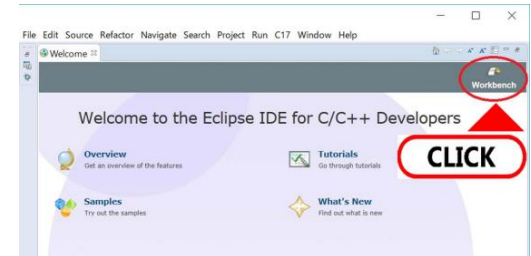 File Edit Source Refactor Navigate Search Project Run C17 Window Help
Welcome
Workbench
Welcome to the Eclipse IDE for C/C++ Developers
Overview
Get an overview of the features
Tutorials
Go through tutorials
CLICK
Samples
Try out the samples
What's New
Find out what is new